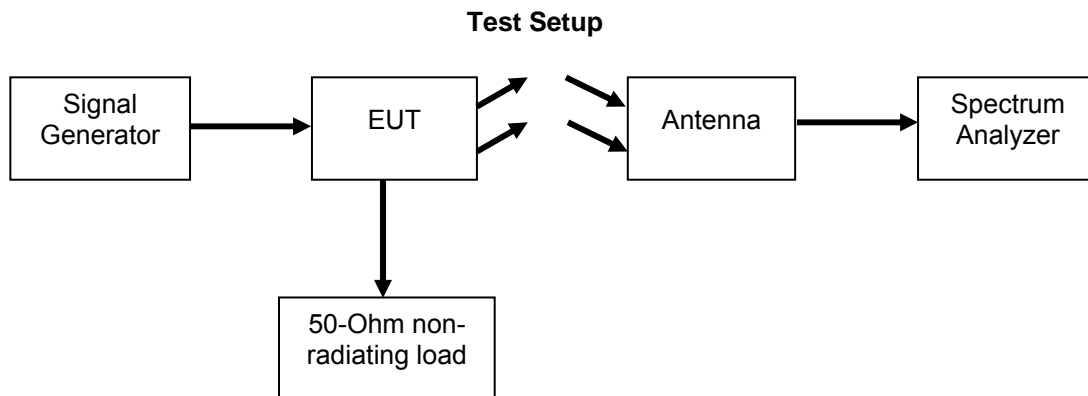 Test Setup
Signal
Generator
EUT
Antenna
Spectrum
Analyzer
50-Ohm non-
radiating load